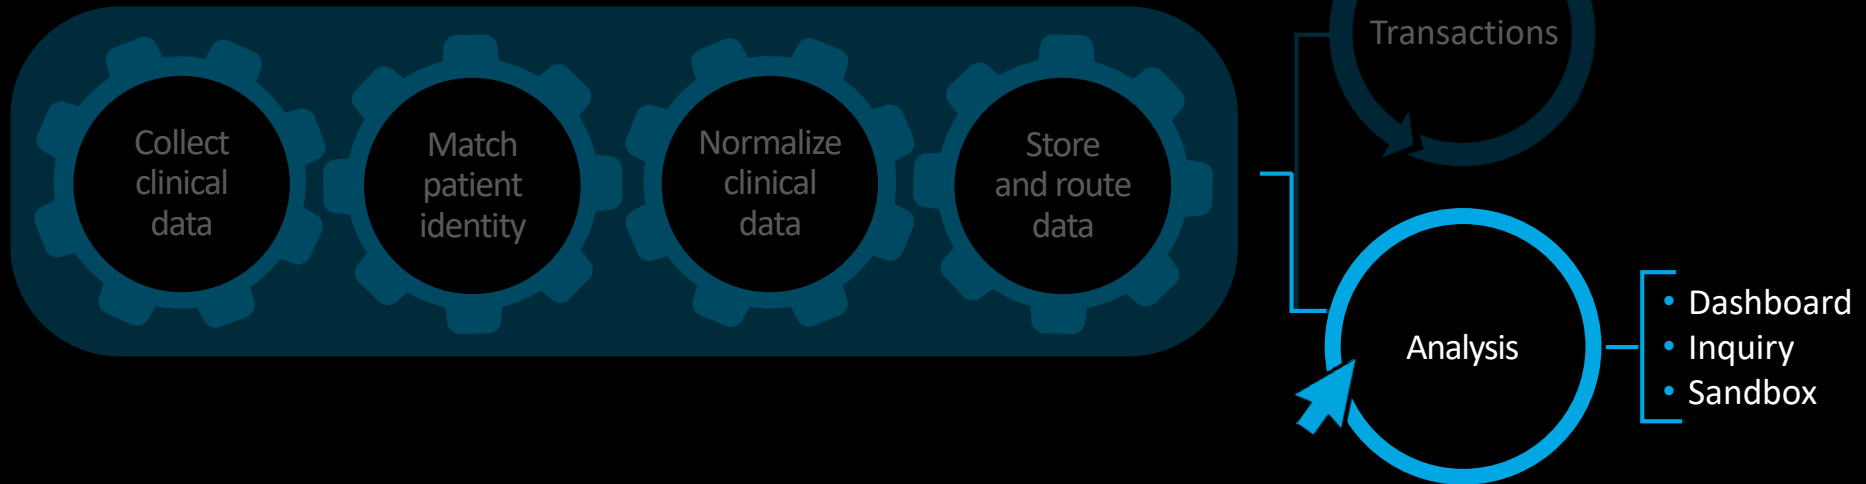 Collect
clinical
data
Match
patient
identity
Normalize
clinical
data
Store
and route
data
Transactions
Analysis
• Dashboard
• Inquiry
• Sandbox